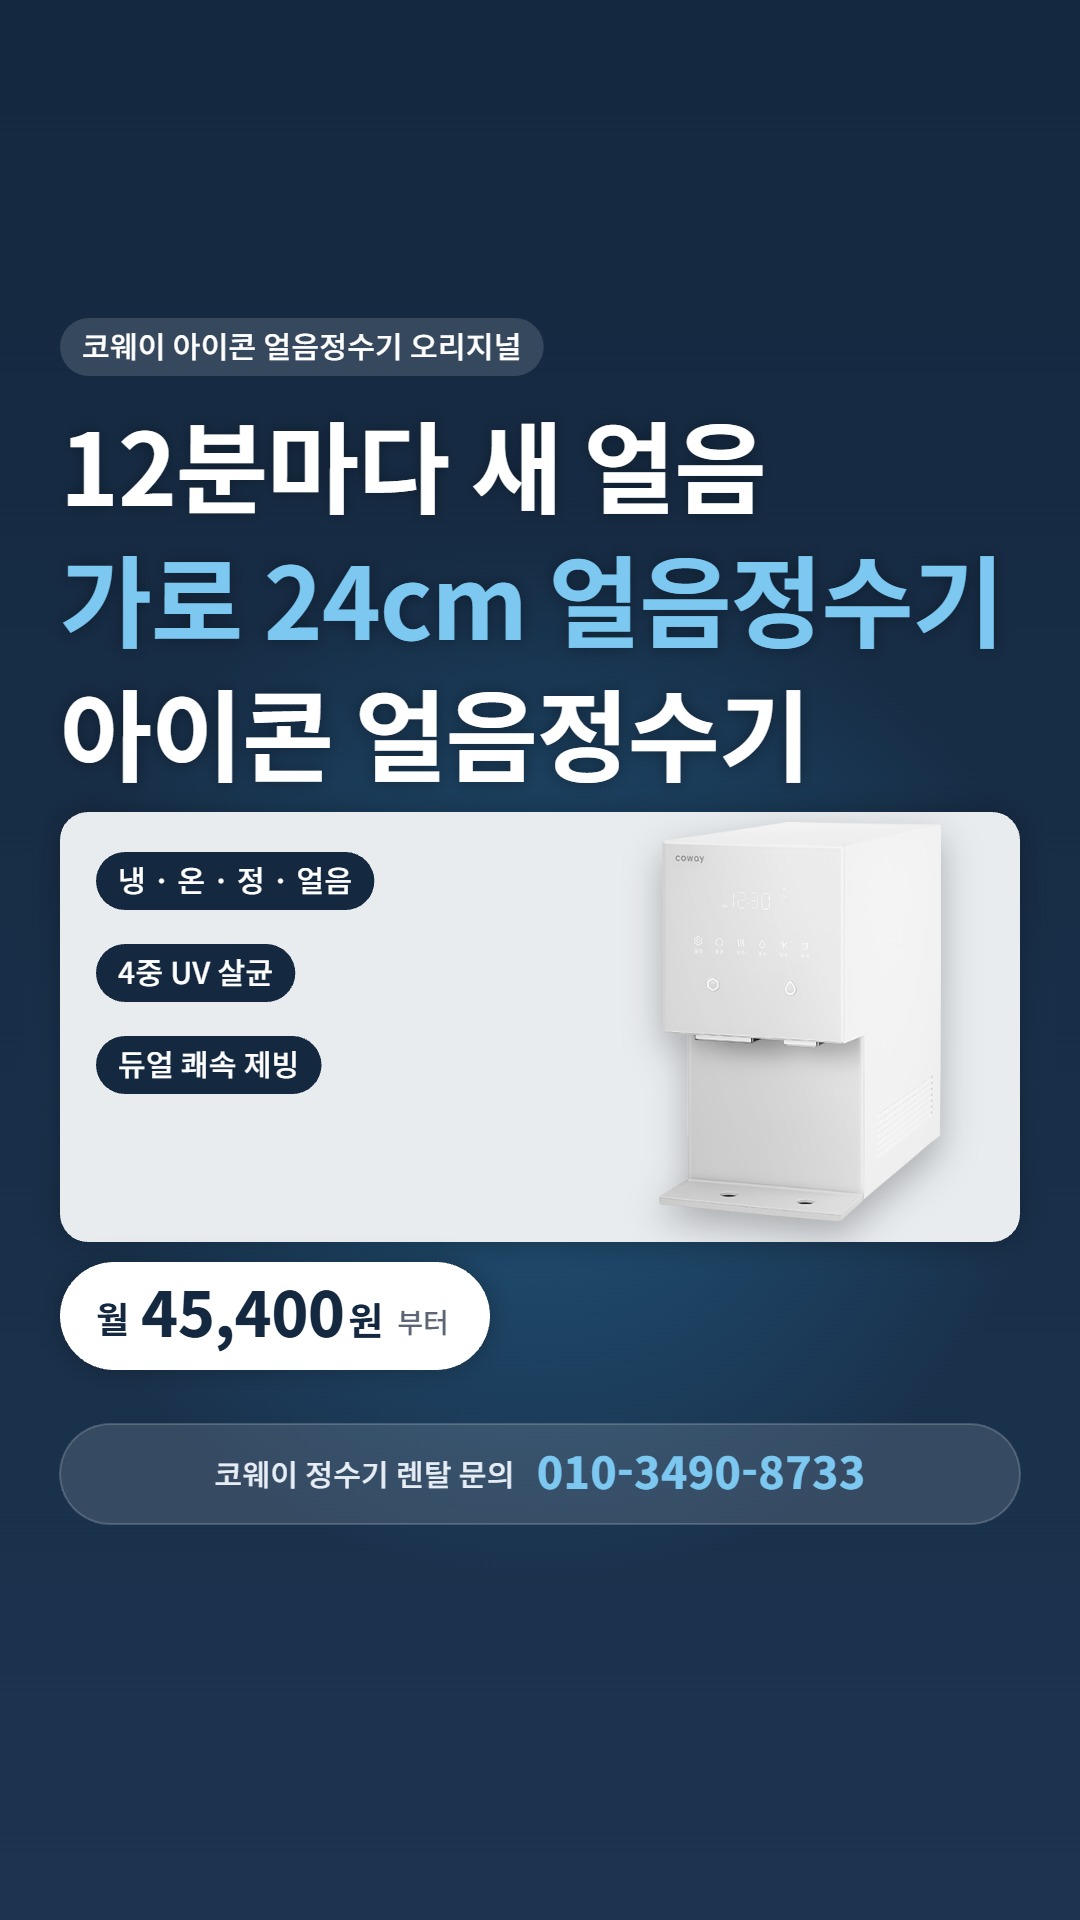 코웨이 아이콘 얼음정수기 오리지널
12분마다 새 얼음
가로 24cm 얼음정수기
아이콘 얼음정수기
냉 · 온 · 정 · 얼음
4중 UV 살균
듀얼 쾌속 제빙
coway
12:30
월 45,400원 부터
코웨이 정수기 렌탈 문의 010-3490-8733